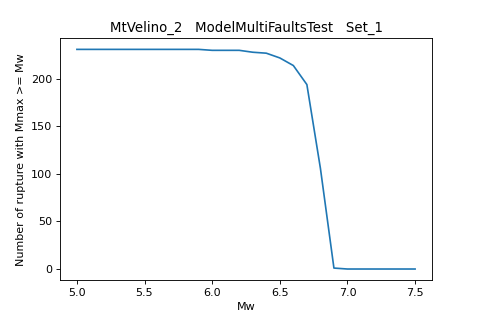 MtVelino_2   ModelMultiFaultsTest   Set_1
Number of rupture with Mmax >= Mw
200
150
100
50
0
5.0 5.5 6.0 6.5 7.0 7.5
Mw